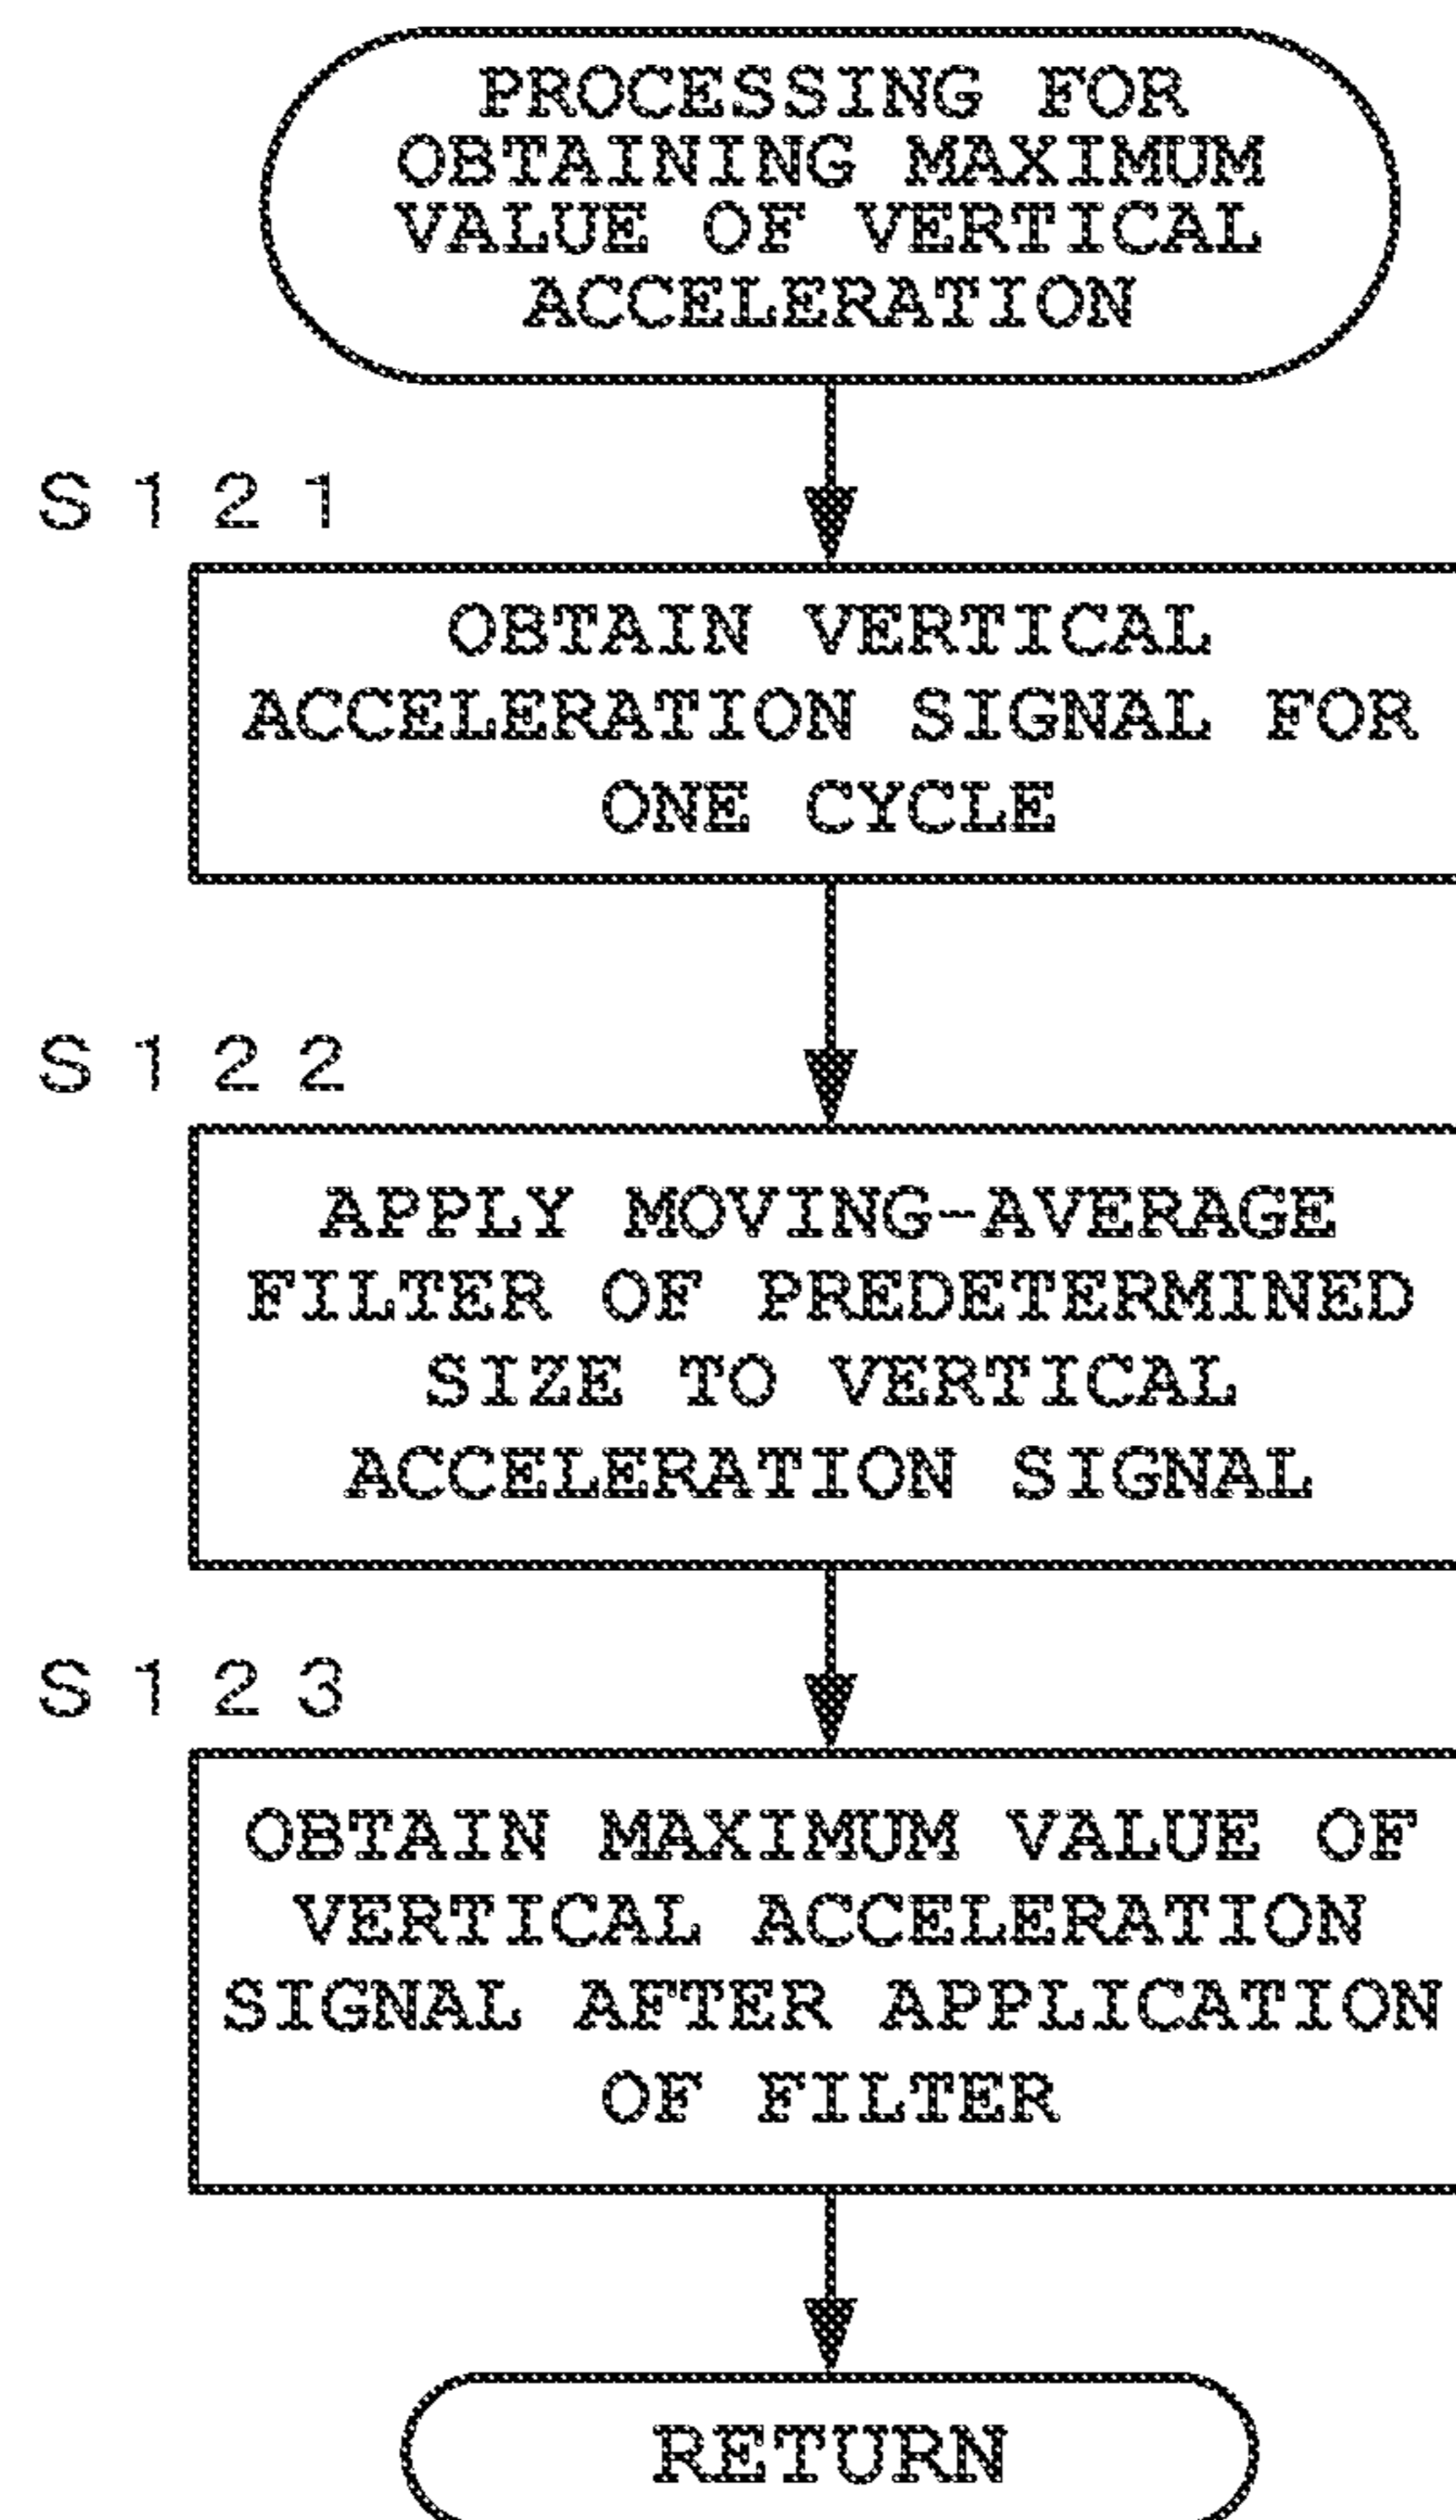 PROCESSING FOR
OBTAINING MAXIMUM
VALUE OF VERTICAL
ACCELERATION
S121
OBTAIN VERTICAL
ACCELERATION SIGNAL FOR
ONE CYCLE
S122
APPLY MOVING-AVERAGE
FILTER OF PREDETERMINED
SIZE TO VERTICAL
ACCELERATION SIGNAL
S123
OBTAIN MAXIMUM VALUE OF
VERTICAL ACCELERATION
SIGNAL AFTER APPLICATION
OF FILTER
RETURN